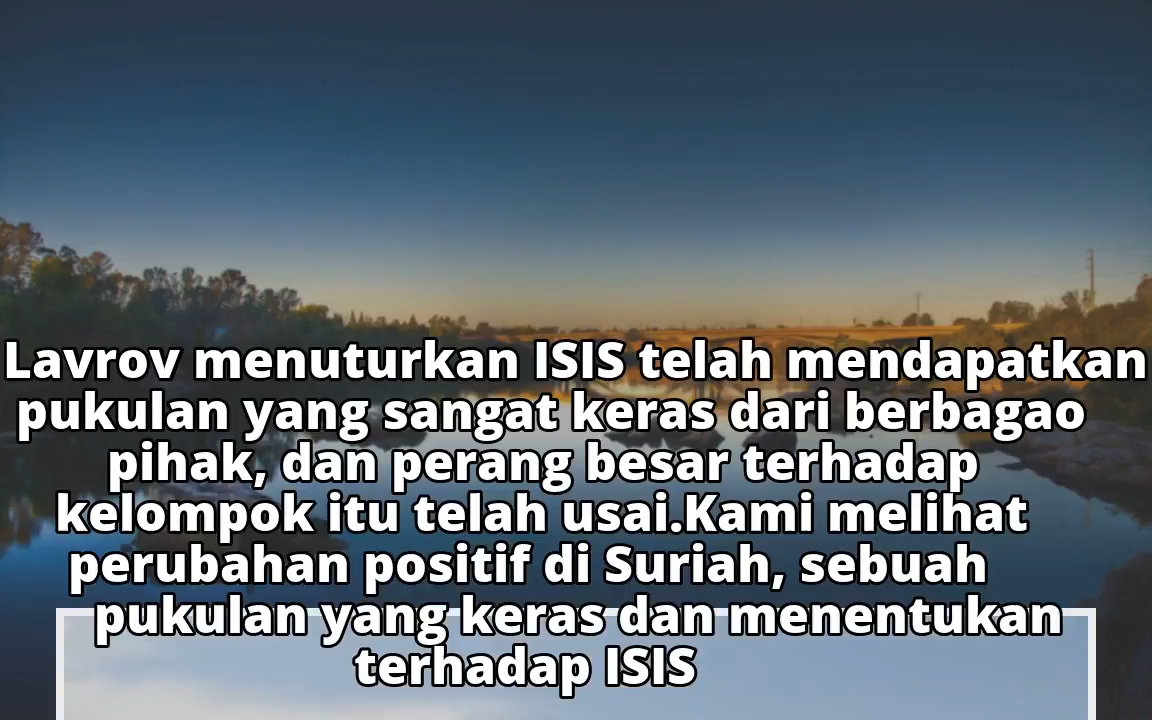 Lavrov menuturkan ISIS telah mendapatkan
pukulan yang sangat keras dari berbagao
pihak, dan perang besar terhadap
kelompok itu telah usai.Kami melihat
perubahan positif di Suriah, sebuah
pukulan yang keras dan menentukan
terhadap ISIS